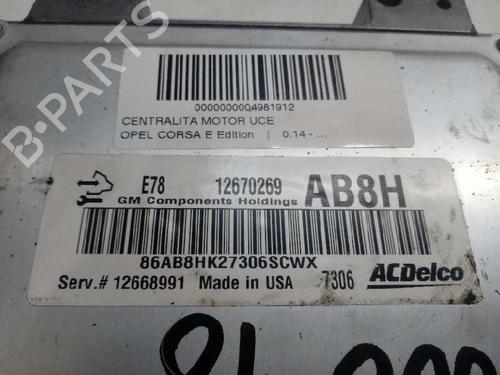 0000000004981912
CENTRALITA MOTOR UCE
OPEL CORSA E Edition | 0.14 - ...
E78 12670269 AB8H
GM Components Holdings
86AB8HK27306SCWX
Serv.# 12668991 Made in USA 7306 ACDelco
B-PARTS